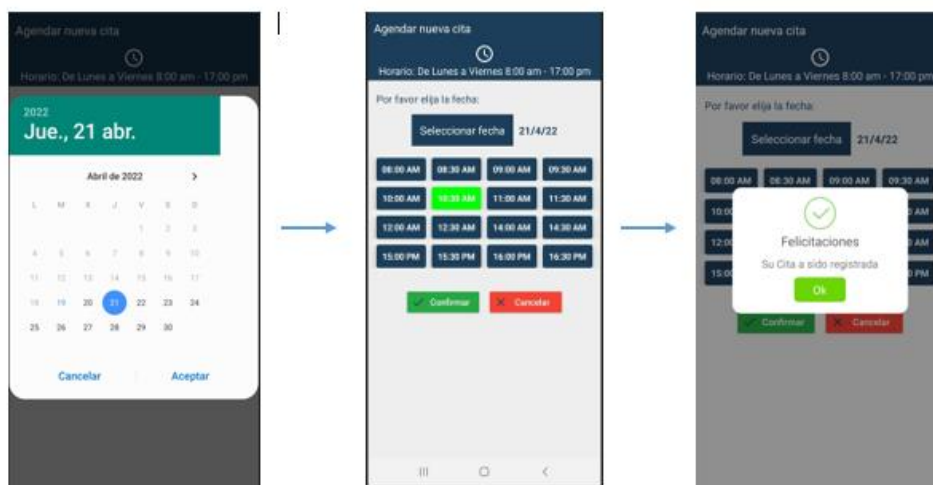 Agendar nueva cita
Horario: De Lunes a Viernes 8:00 am - 17:00 pm
2022
Jue., 21 abr.
Abril de 2022
L M X J V S D
1 2 3
4 5 6 7 8 9 10
11 12 13 14 15 16 17
18 19 20 21 22 23 24
25 26 27 28 29 30
Cancelar Aceptar
Agendar nueva cita
Horario: De Lunes a Viernes 8:00 am - 17:00 pm
Por favor elija la fecha:
Seleccionar fecha 21/4/22
08:00 AM 08:30 AM 09:00 AM 09:30 AM
10:00 AM 10:30 AM 11:00 AM 11:30 AM
12:00 AM 12:30 AM 14:00 AM 14:30 AM
15:00 PM 15:30 PM 16:00 PM 16:30 PM
Confirmar Cancelar
Agendar nueva cita
Horario: De Lunes a Viernes 8:00 am - 17:00 pm
Por favor elija la fecha:
Seleccionar fecha 21/4/22
08:00 AM 08:30 AM 09:00 AM 09:30 AM
Felicitaciones
Su Cita a sido registrada
Ok
Confirmar Cancelar